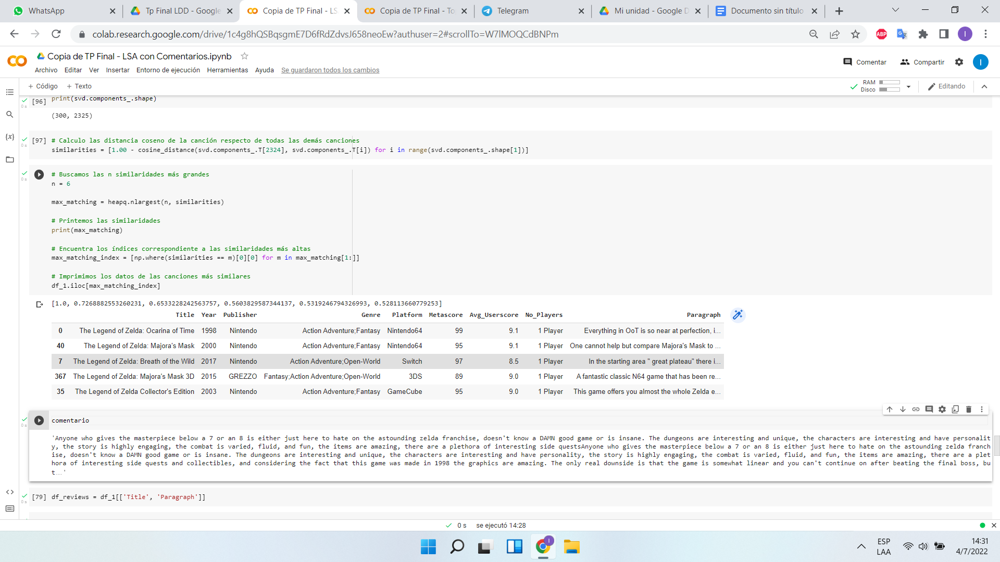 WhatsApp
Tp Final LDD - Google
Copia de TP Final - LS
Copia de TP Final - To
Telegram
Mi unidad - Google D
Documento sin título
colab.research.google.com/drive/1c4g8hQSBqsgmE7D6fRdZdvsJ658neoEw?authuser=2#scrollTo=W7lMOQCdBNPm
ABP
I
Copia de TP Final - LSA con Comentarios.ipynb
Archivo Editar Ver Insertar Entorno de ejecución Herramientas Ayuda Se guardaron todos los cambios
Comentar Compartir I
+ Código + Texto
RAM
Disco
Editando
[96] print(svd.components_.shape)
0 s
(300, 2325)
{x}
[97] # Calculo las distancia coseno de la canción respecto de todas las demás canciones
0 s
similarities = [1.00 - cosine_distance(svd.components_.T[2324], svd.components_.T[i]) for i in range(svd.components_.shape[1])]
# Buscamos las n similaridades más grandes
0 s
n = 6
max_matching = heapq.nlargest(n, similarities)
# Printemos las similaridades
print(max_matching)
# Encuentra los índices correspondiente a las similaridades más altas
max_matching_index = [np.where(similarities == m)[0][0] for m in max_matching[1:]]
# Imprimimos los datos de las canciones más similares
df_1.iloc[max_matching_index]
[1.0, 0.7268882553260231, 0.6533228242563757, 0.5603829587344137, 0.5319246794326993, 0.528113660779253]
Title Year Publisher Genre Platform Metascore Avg_Userscore No_Players Paragraph
0 The Legend of Zelda: Ocarina of Time 1998 Nintendo Action Adventure;Fantasy Nintendo64 99 9.1 1 Player Everything in OoT is so near at perfection, i...
40 The Legend of Zelda: Majora's Mask 2000 Nintendo Action Adventure;Fantasy Nintendo64 95 9.1 1 Player One cannot help but compare Majora's Mask to ...
7 The Legend of Zelda: Breath of the Wild 2017 Nintendo Action Adventure;Open-World Switch 97 8.5 1 Player In the starting area " great plateau" there i...
367 The Legend of Zelda: Majora's Mask 3D 2015 GREZZO Fantasy;Action Adventure;Open-World 3DS 89 9.0 1 Player A fantastic classic N64 game that has been re...
35 The Legend of Zelda Collector's Edition 2003 Nintendo Action Adventure;Fantasy GameCube 95 9.0 1 Player This game offers you almost the whole Zelda e...
comentario
0 s
'Anyone who gives the masterpiece below a 7 or an 8 is either just here to hate on the astounding zelda franchise, doesn't know a DAMN good game or is insane. The dungeons are interesting and unique, the characters are interesting and have personalit
y, the story is highly engaging, the combat is varied, fluid, and fun, the items are amazing, there are a plethora of interesting side questsAnyone who gives the masterpiece below a 7 or an 8 is either just here to hate on the astounding zelda franch
ise, doesn't know a DAMN good game or is insane. The dungeons are interesting and unique, the characters are interesting and have personality, the story is highly engaging, the combat is varied, fluid, and fun, the items are amazing, there are a plet
hora of interesting side quests and collectibles, and considering the fact that this game was made in 1998 the graphics are amazing. The only real downside is that the game is somewhat linear and you can't continue on after beating the final boss, bu
t…'
[79] df_reviews = df_1[['Title', 'Paragraph']]
0 s
0 s se ejecutó 14:28
I
ESP
LAA
14:31
4/7/2022